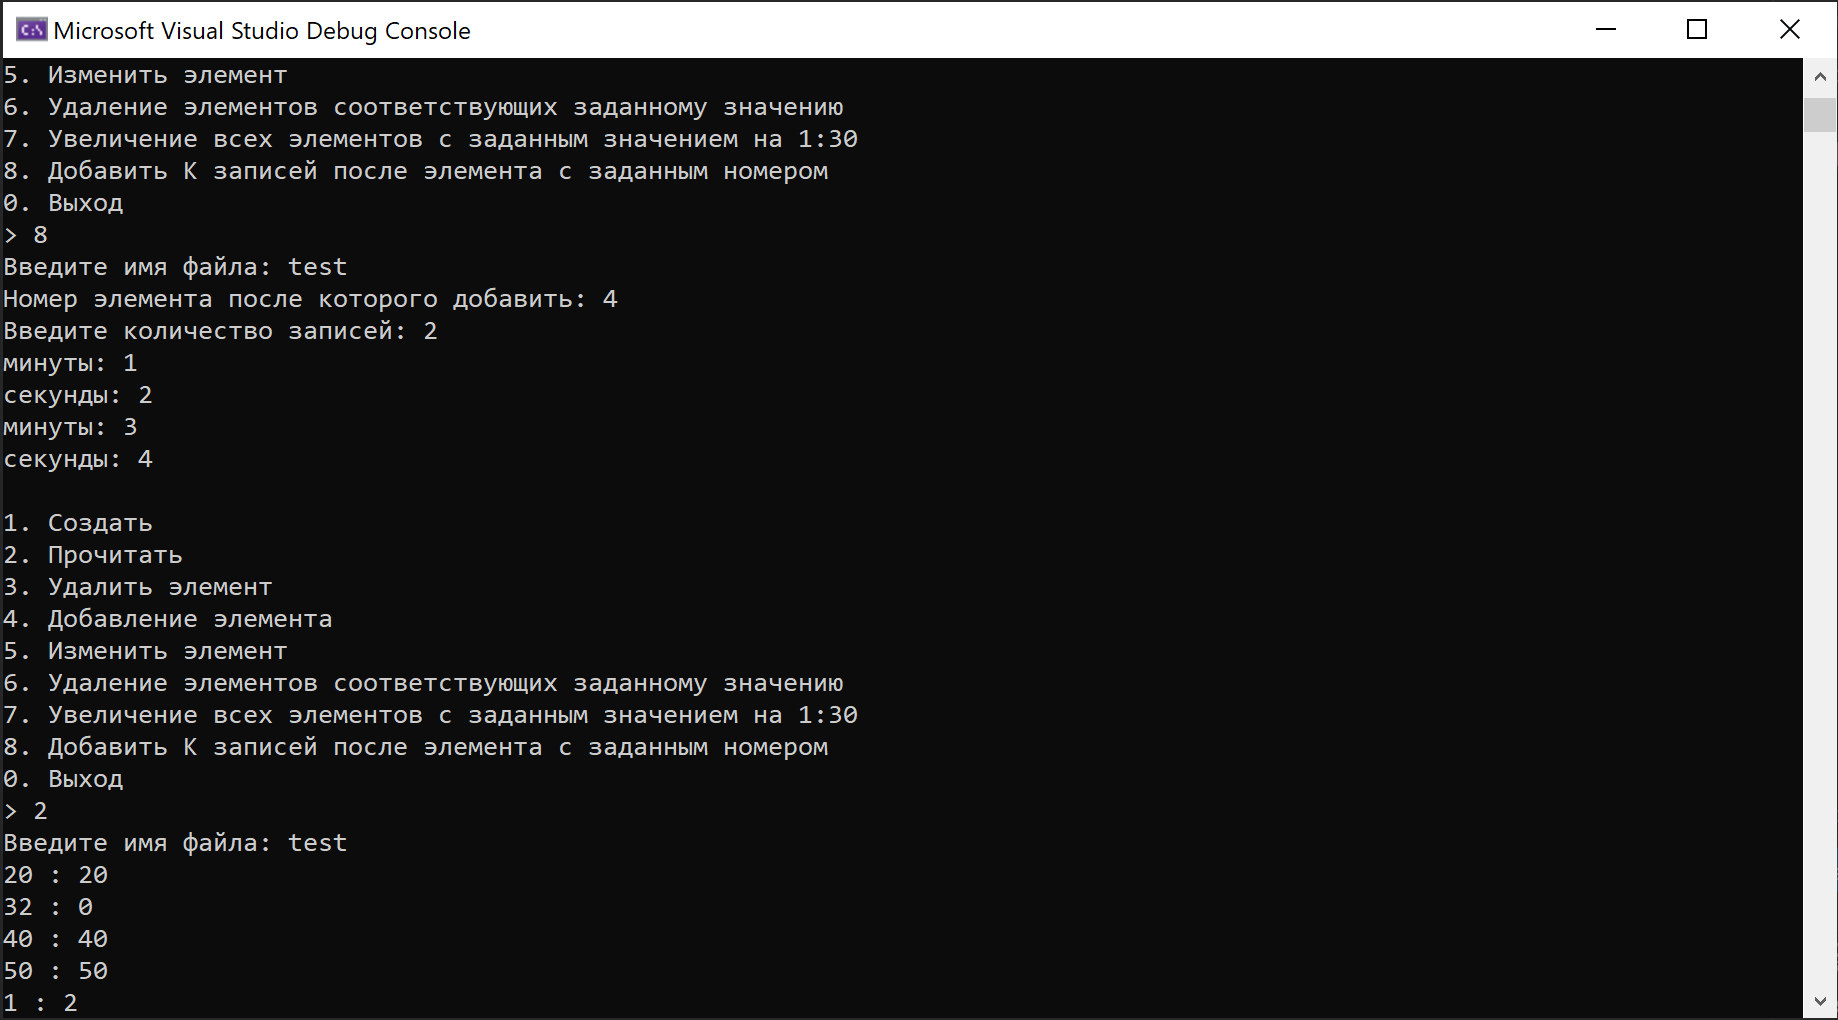 Microsoft Visual Studio Debug Console
5. Изменить элемент
6. Удаление элементов соответствующих заданному значению
7. Увеличение всех элементов с заданным значением на 1:30
8. Добавить К записей после элемента с заданным номером
0. Выход
> 8
Введите имя файла: test
Номер элемента после которого добавить: 4
Введите количество записей: 2
минуты: 1
секунды: 2
минуты: 3
секунды: 4
1. Создать
2. Прочитать
3. Удалить элемент
4. Добавление элемента
5. Изменить элемент
6. Удаление элементов соответствующих заданному значению
7. Увеличение всех элементов с заданным значением на 1:30
8. Добавить К записей после элемента с заданным номером
0. Выход
> 2
Введите имя файла: test
20 : 20
32 : 0
40 : 40
50 : 50
1 : 2